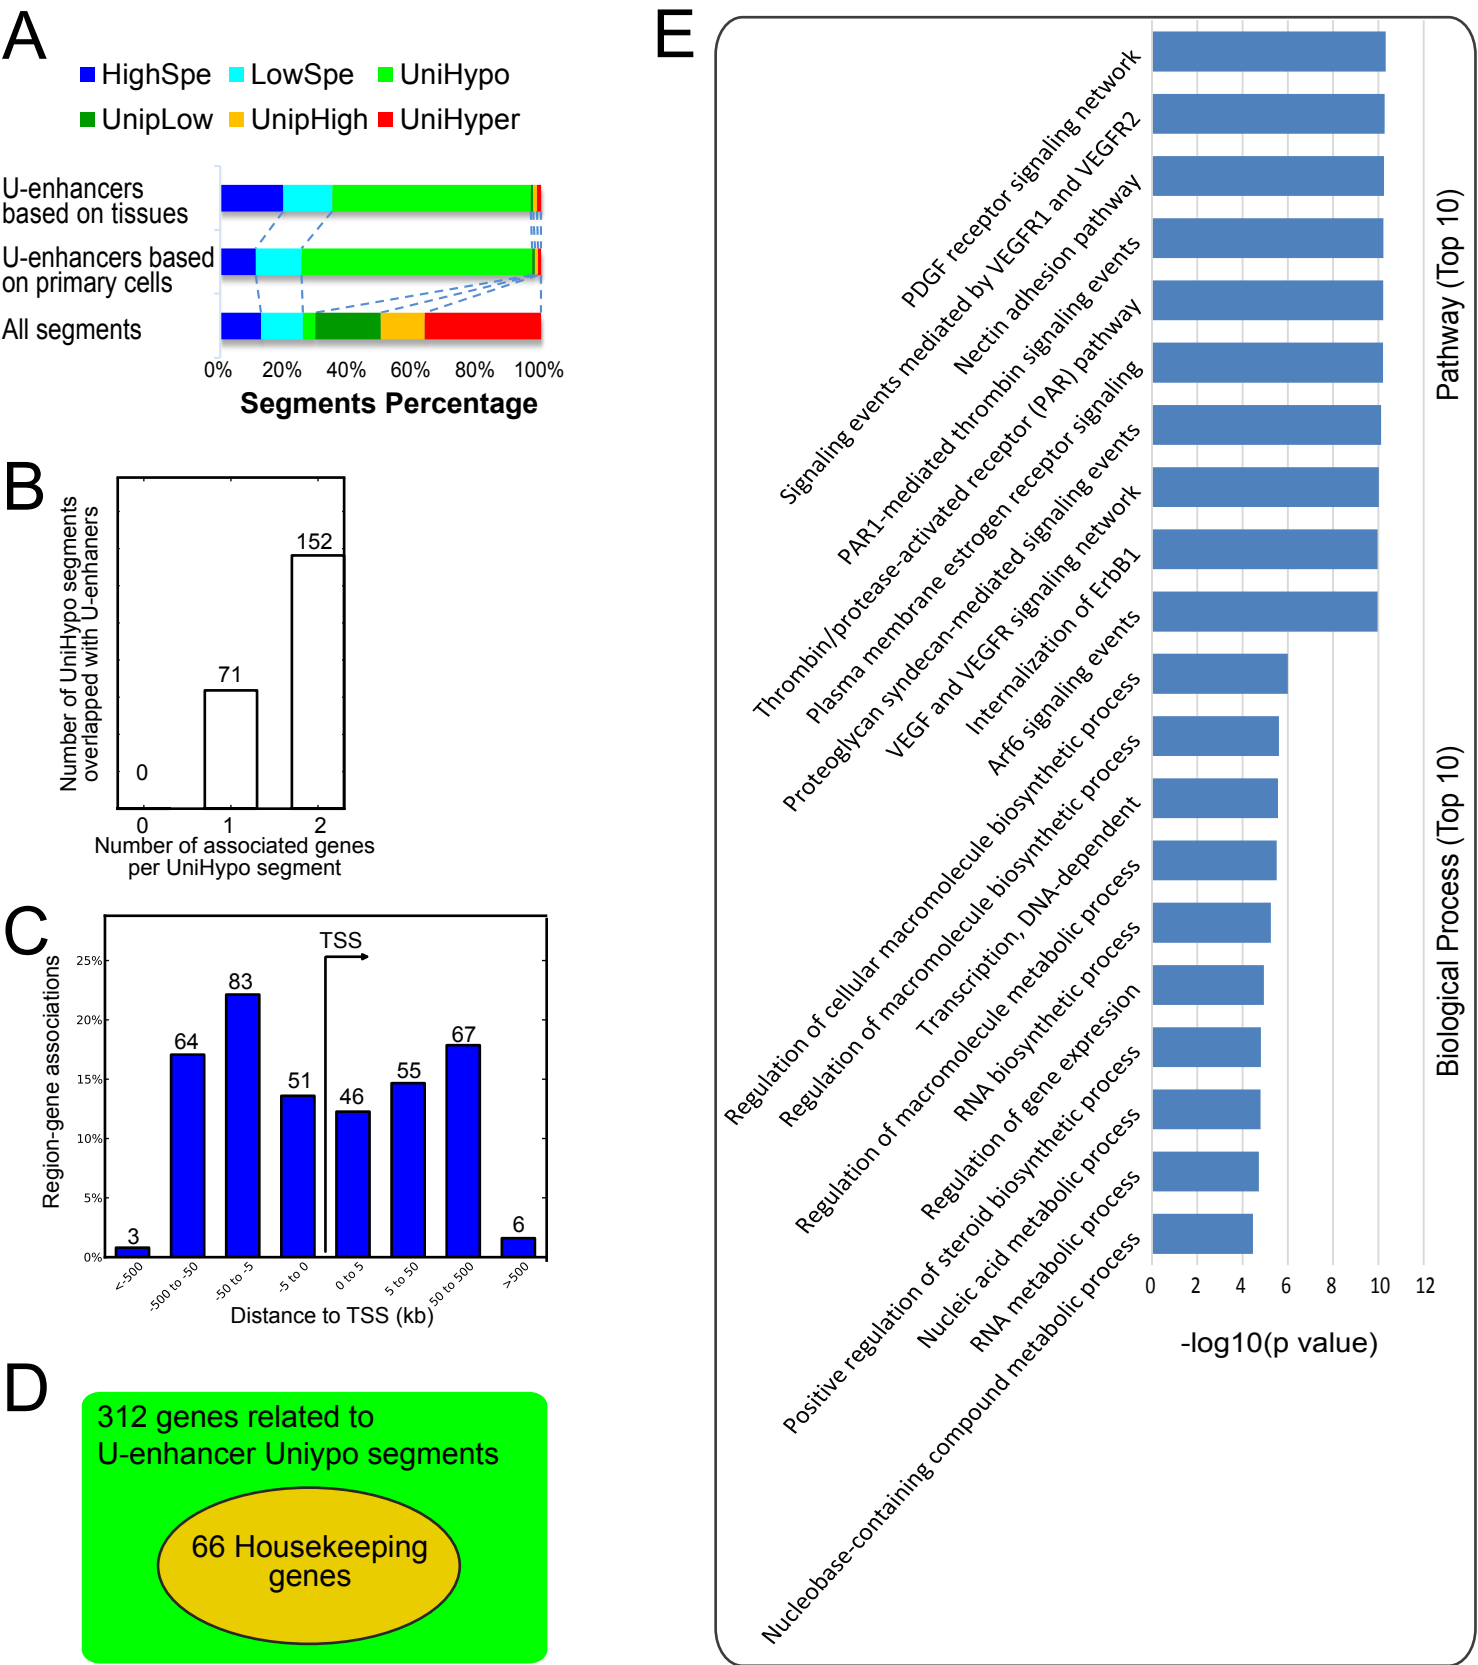 A
HighSpe LowSpe UniHypo
UnipLow UnipHigh UniHyper
U-enhancers
based on tissues
U-enhancers based
on primary cells
All segments
0% 20% 40% 60% 80% 100%
Segments Percentage
B
Number of UniHypo segments
overlapped with U-enhaners
0
71
152
0 1 2
Number of associated genes
per UniHypo segment
C
Region-gene associations
25%
20%
15%
10%
5%
0%
TSS
3
64
83
51
46
55
67
6
<-500
-500 to -50
-50 to -5
-5 to 0
0 to 5
5 to 50
50 to 500
>500
Distance to TSS (kb)
D
312 genes related to
U-enhancer Uniypo segments
66 Housekeeping
genes
E
PDGF receptor signaling network
Signaling events mediated by VEGFR1 and VEGFR2
Nectin adhesion pathway
PAR1-mediated thrombin signaling events
Thrombin/protease-activated receptor (PAR) pathway
Plasma membrane estrogen receptor signaling
Proteoglycan syndecan-mediated signaling events
VEGF and VEGFR signaling network
Internalization of ErbB1
Arf6 signaling events
Regulation of cellular macromolecule biosynthetic process
Regulation of macromolecule biosynthetic process
Transcription, DNA-dependent
Regulation of macromolecule metabolic process
RNA biosynthetic process
Regulation of gene expression
Positive regulation of steroid biosynthetic process
Nucleic acid metabolic process
RNA metabolic process
Nucleobase-containing compound metabolic process
Pathway (Top 10)
Biological Process (Top 10)
0 2 4 6 8 10 12
-log10(p value)